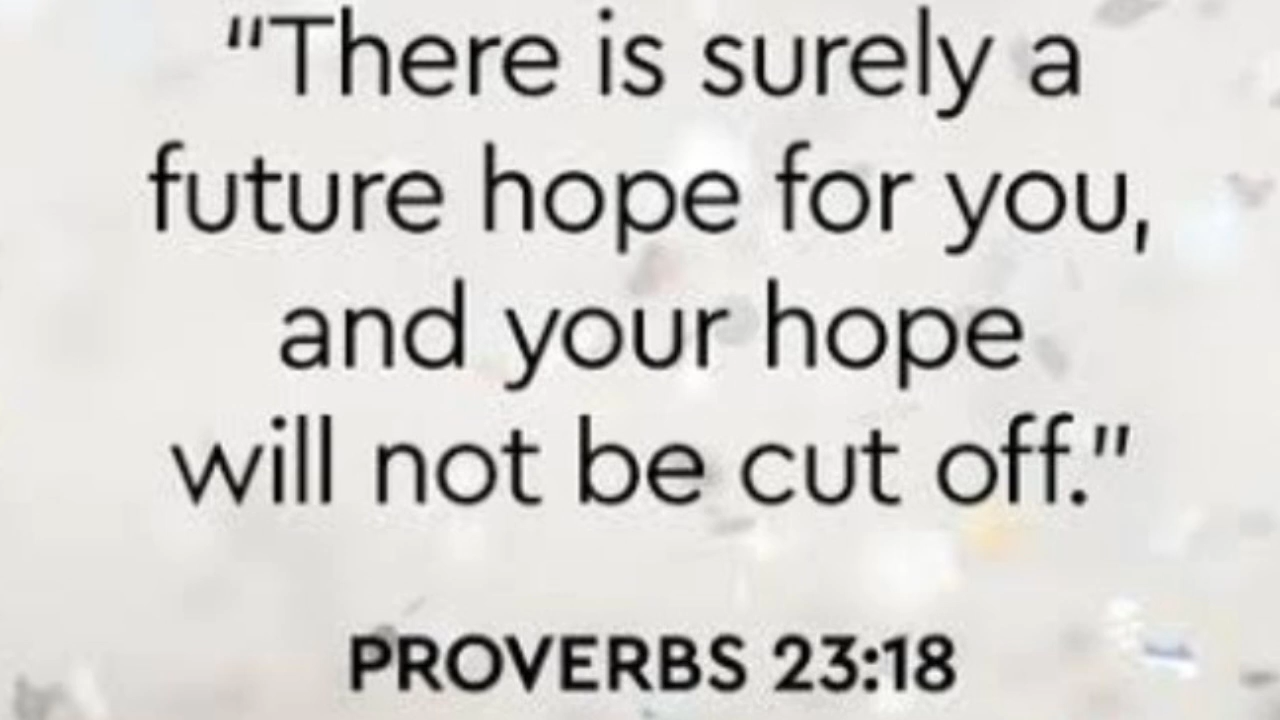 “There is surely a
future hope for you,
and your hope
will not be cut off.”
PROVERBS 23:18